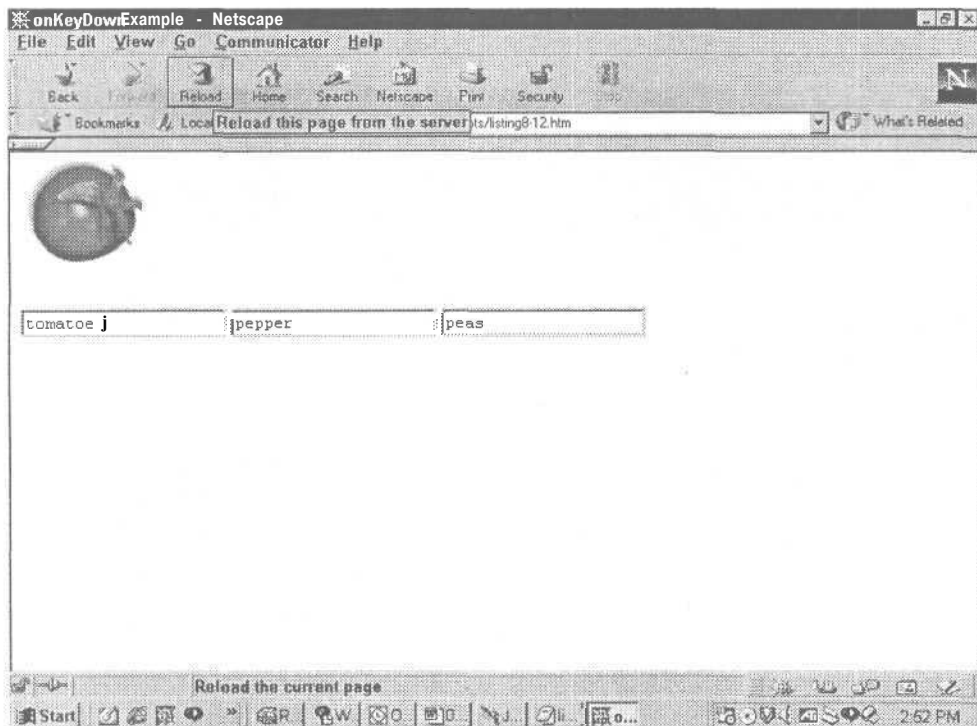 onKeyDownExample - Netscape
File Edit View Go Communicator Help
Back Forward Reload Home Search Netscape Print Security Stop
Bookmarks Local Reload this page from the server ts/listing8-12.htm What's Related
N
tomatoe j pepper peas
Reload the current page
Start » R W O 0 J... li... o... 2:52 PM